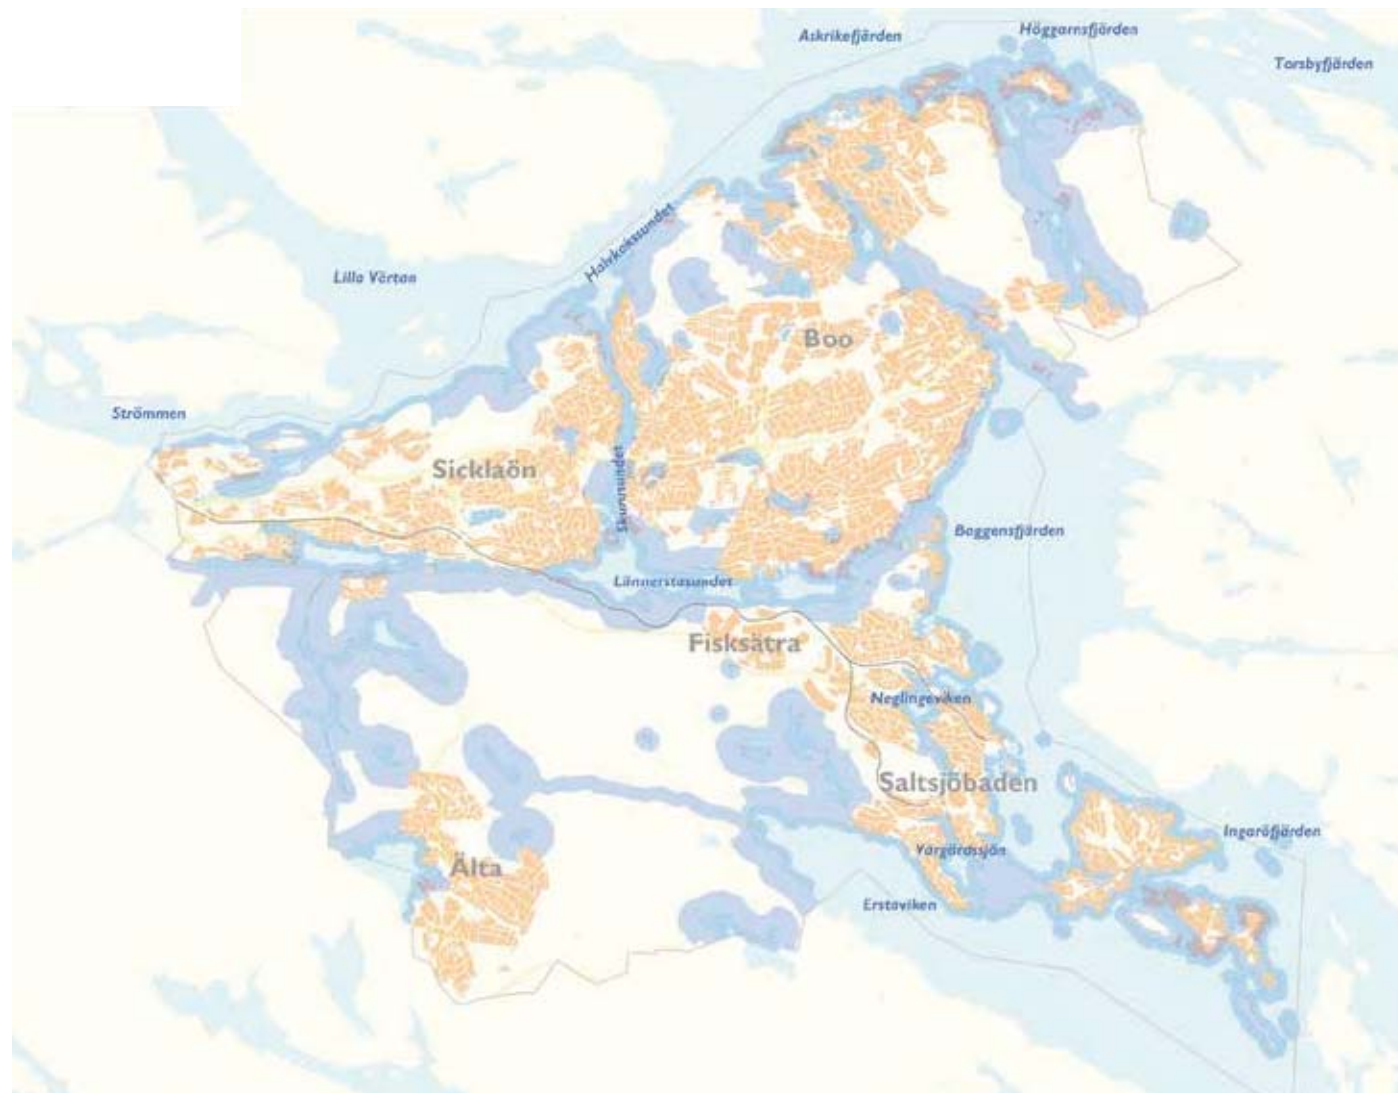 Askrikefjärden
Höggarnsfjärden
Torsbyfjärden
Halvkakssundet
Lilla Värtan
Boo
Strömmen
Sicklaön
Skurusundet
Baggensfjärden
Lännerstasundet
Fisksätra
Neglingeviken
Saltsjöbaden
Ingaröfjärden
Vårgärdssjön
Älta
Erstaviken